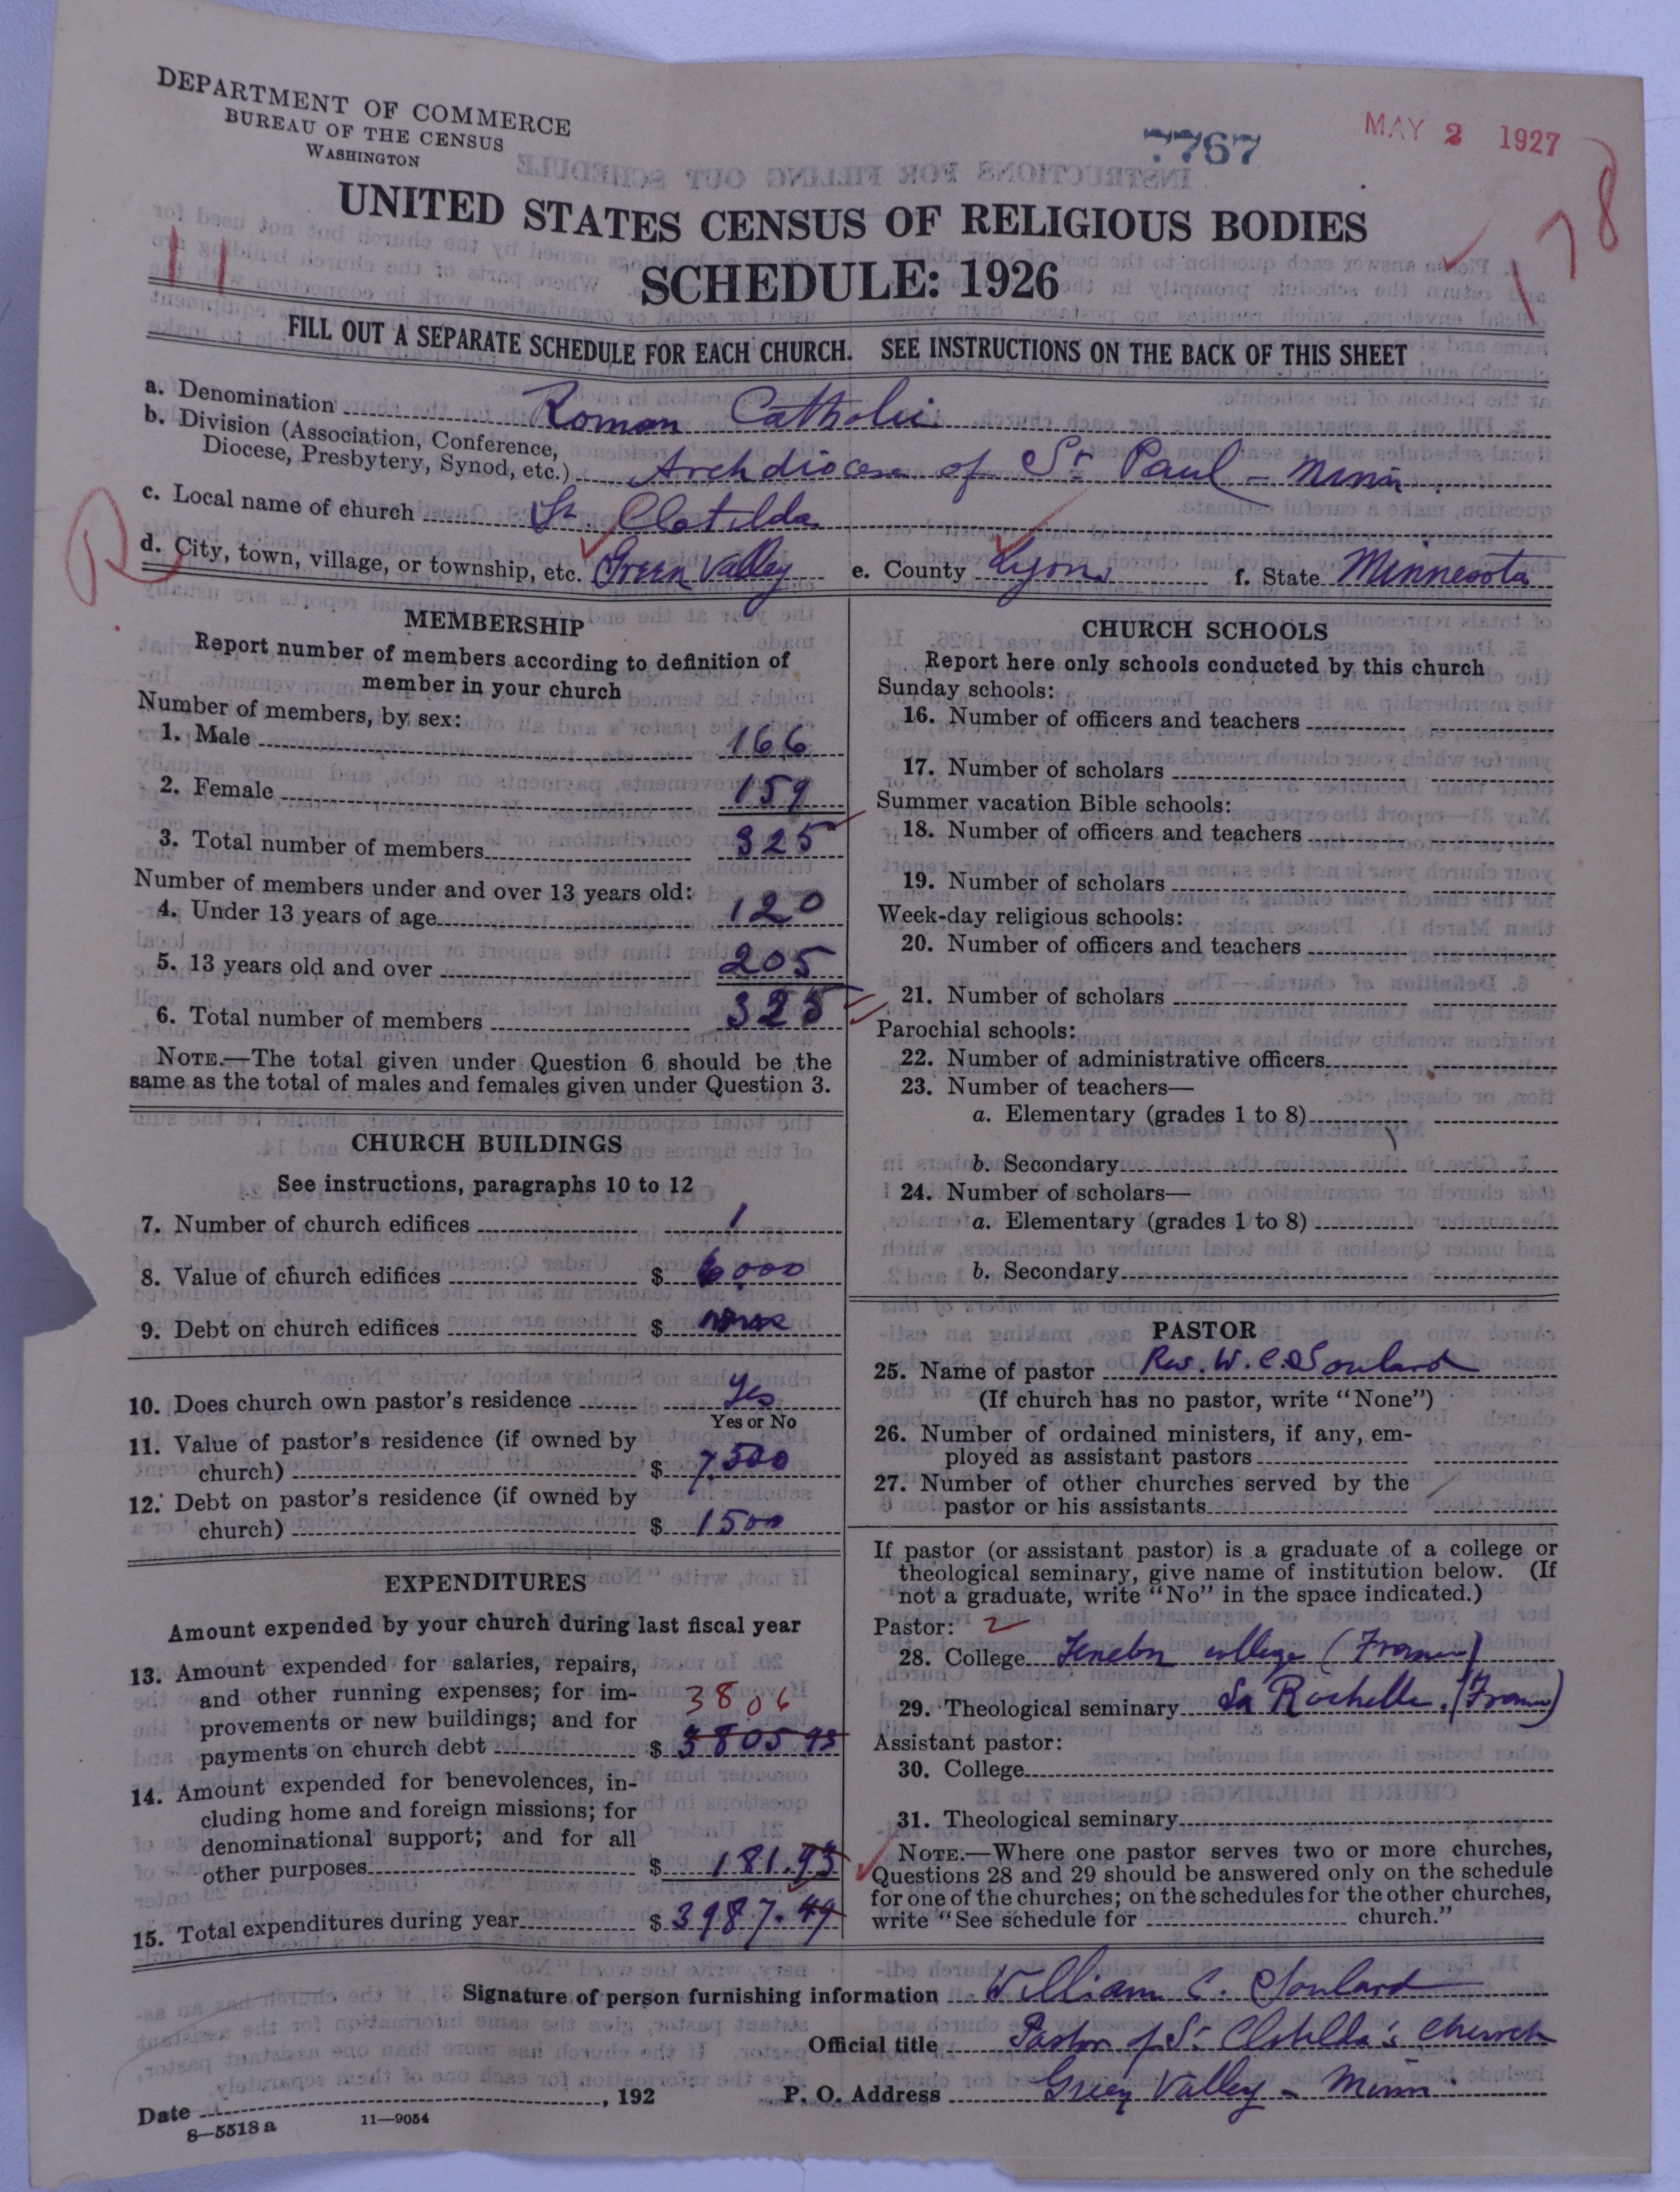 DEPARTMENT OF COMMERCE
BUREAU OF THE CENSUS
WASHINGTON
7767
MAY 2 1927
178
11
UNITED STATES CENSUS OF RELIGIOUS BODIES
SCHEDULE: 1926
FILL OUT A SEPARATE SCHEDULE FOR EACH CHURCH. SEE INSTRUCTIONS ON THE BACK OF THIS SHEET
a. Denomination Roman Catholic
b. Division (Association, Conference,
Diocese, Presbytery, Synod, etc.) Archdiocese of St Paul - Minn.
c. Local name of church St. Clotilda
R
d. City, town, village, or township, etc. Green Valley e. County Lyon f. State Minnesota
MEMBERSHIP
Report number of members according to definition of
member in your church
Number of members, by sex:
1. Male 166
2. Female 159
3. Total number of members 325
Number of members under and over 13 years old:
4. Under 13 years of age 120
5. 13 years old and over 205
6. Total number of members 325
NOTE.—The total given under Question 6 should be the
same as the total of males and females given under Question 3.
CHURCH BUILDINGS
See instructions, paragraphs 10 to 12
7. Number of church edifices 1
8. Value of church edifices $ 6000
9. Debt on church edifices $ none
10. Does church own pastor's residence Yes
Yes or No
11. Value of pastor's residence (if owned by
church) $ 7.500
12. Debt on pastor's residence (if owned by
church) $ 1500
EXPENDITURES
Amount expended by your church during last fiscal year
13. Amount expended for salaries, repairs,
and other running expenses; for im-
provements or new buildings; and for
3806
payments on church debt $ 3805 95
14. Amount expended for benevolences, in-
cluding home and foreign missions; for
denominational support; and for all
other purposes $ 181.93
15. Total expenditures during year $ 3987.49
CHURCH SCHOOLS
Report here only schools conducted by this church
Sunday schools:
16. Number of officers and teachers
17. Number of scholars
Summer vacation Bible schools:
18. Number of officers and teachers
19. Number of scholars
Week-day religious schools:
20. Number of officers and teachers
21. Number of scholars
Parochial schools:
22. Number of administrative officers
23. Number of teachers—
a. Elementary (grades 1 to 8)
b. Secondary
24. Number of scholars—
a. Elementary (grades 1 to 8)
b. Secondary
PASTOR
25. Name of pastor Rev. W. C. Soulard
(If church has no pastor, write "None")
26. Number of ordained ministers, if any, em-
ployed as assistant pastors
27. Number of other churches served by the
pastor or his assistants
If pastor (or assistant pastor) is a graduate of a college or
theological seminary, give name of institution below. (If
not a graduate, write "No" in the space indicated.)
Pastor: 2
28. College college (France)
29. Theological seminary La Rochelle. (France)
Assistant pastor:
30. College
31. Theological seminary
NOTE.—Where one pastor serves two or more churches,
Questions 28 and 29 should be answered only on the schedule
for one of the churches; on the schedules for the other churches,
write "See schedule for church."
Signature of person furnishing information William C. Soulard
Official title Pastor of St Clotilda's church
Date , 192 P. O. Address Green Valley - Minn
8—5518 a 11—9054